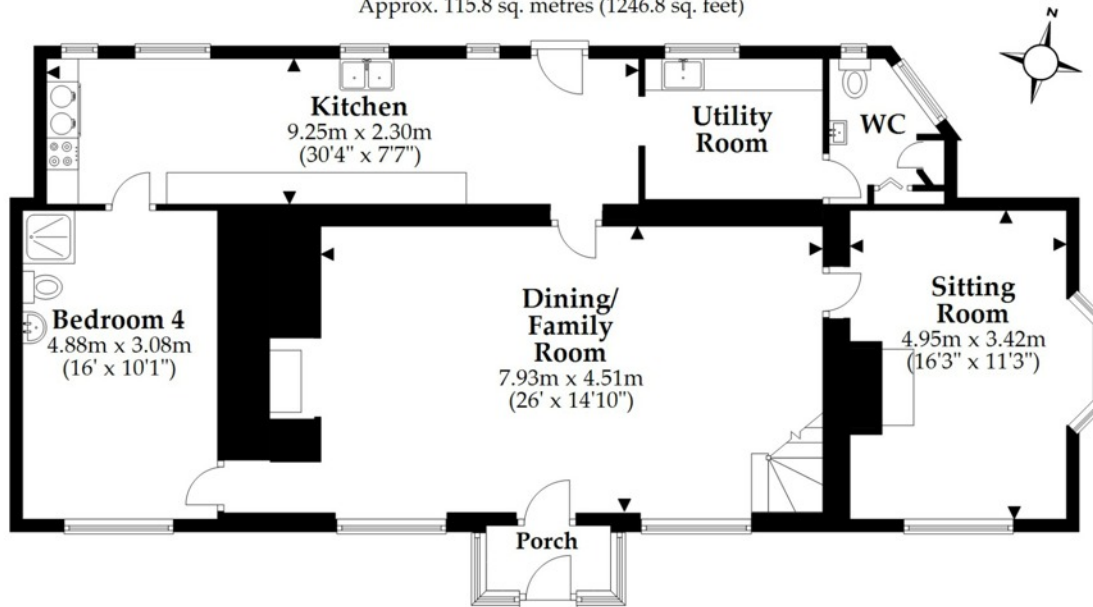 Approx. 115.8 sq. metres (1246.8 sq. feet)
N
Kitchen
9.25m x 2.30m
(30'4" x 7'7")
Utility
Room
WC
Bedroom 4
4.88m x 3.08m
(16' x 10'1")
Dining/
Family
Room
7.93m x 4.51m
(26' x 14'10")
Sitting
Room
4.95m x 3.42m
(16'3" x 11'3")
Porch